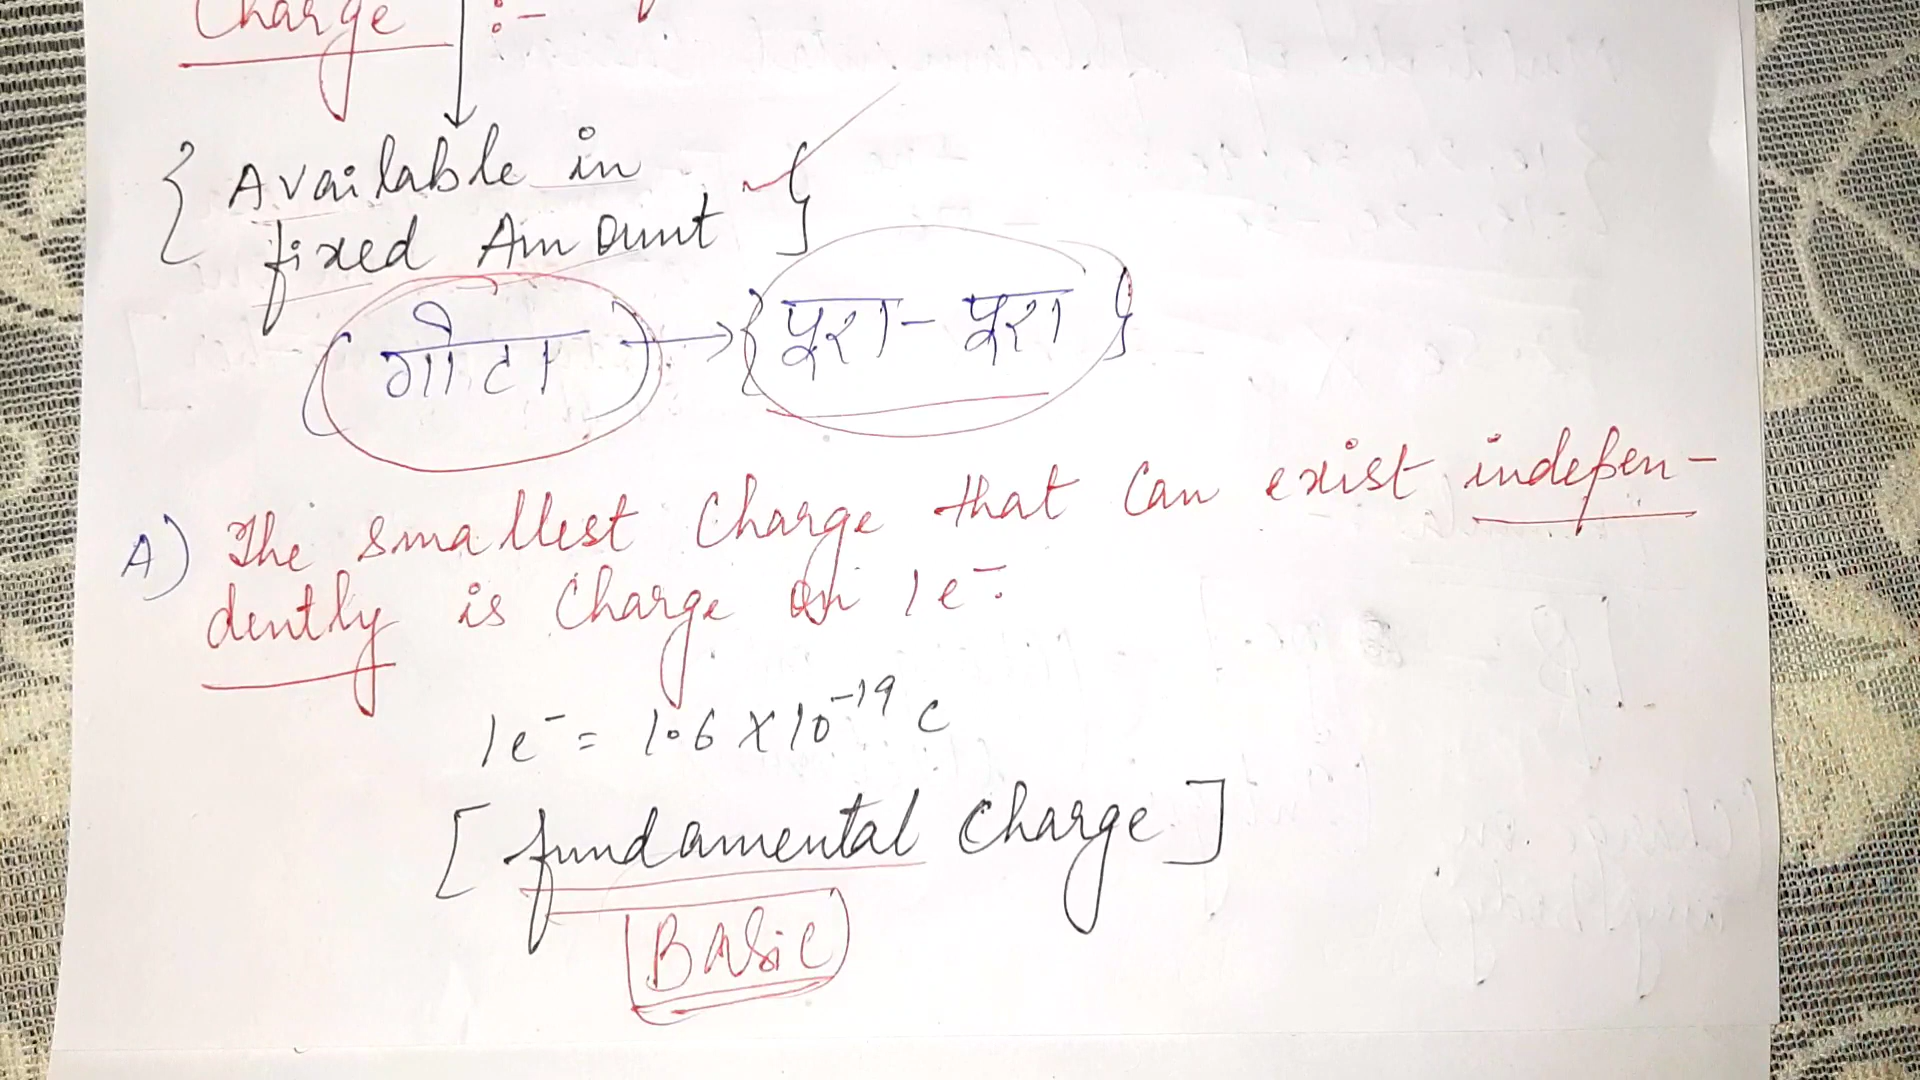 Charge :-
{ Available in
fixed Amount }
( गोटा ) → { पूरा - पूरा }
A) The smallest Charge that Can exist indepen-
dently is Charge on 1e⁻.
1e⁻ = 1.6 X 10⁻¹⁹ C
[ fundamental Charge ]
BASic